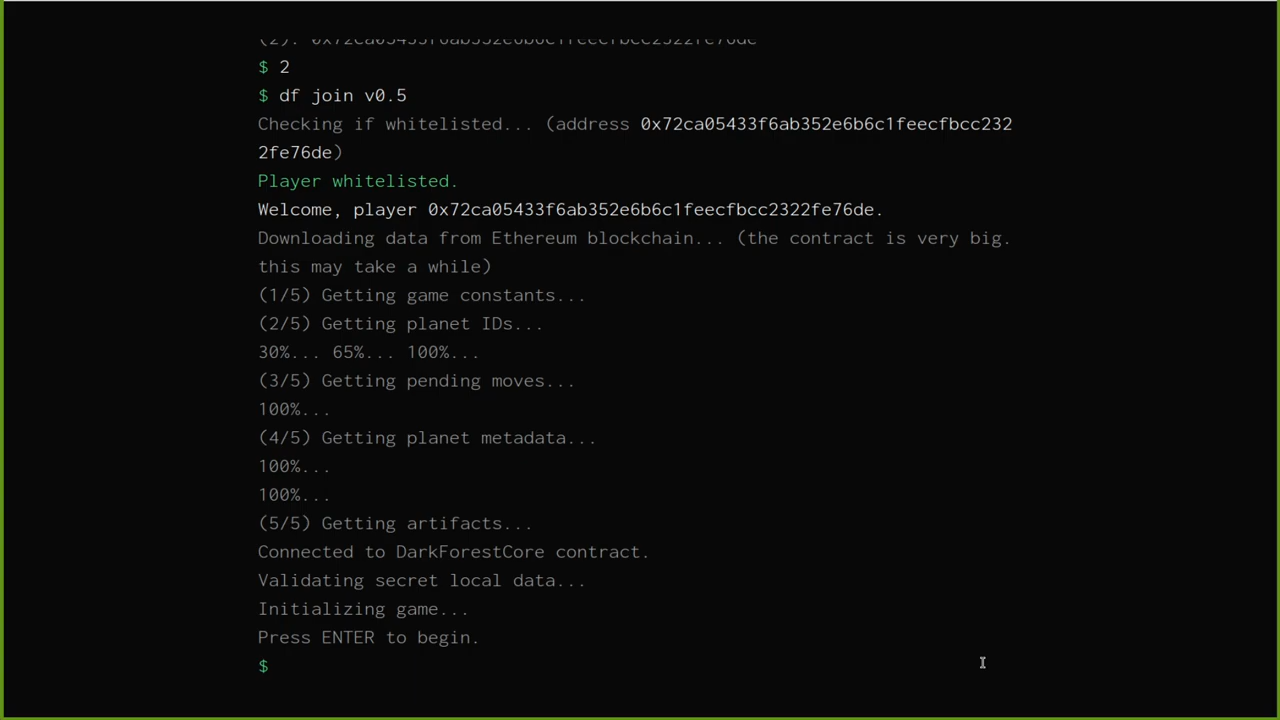 (2): 0x72ca05433f6ab352e6b6c1feecfbcc2322fe76de
$ 2
$ df join v0.5
Checking if whitelisted... (address 0x72ca05433f6ab352e6b6c1feecfbcc232
2fe76de)
Player whitelisted.
Welcome, player 0x72ca05433f6ab352e6b6c1feecfbcc2322fe76de.
Downloading data from Ethereum blockchain... (the contract is very big.
this may take a while)
(1/5) Getting game constants...
(2/5) Getting planet IDs...
30%... 65%... 100%...
(3/5) Getting pending moves...
100%...
(4/5) Getting planet metadata...
100%...
100%...
(5/5) Getting artifacts...
Connected to DarkForestCore contract.
Validating secret local data...
Initializing game...
Press ENTER to begin.
$